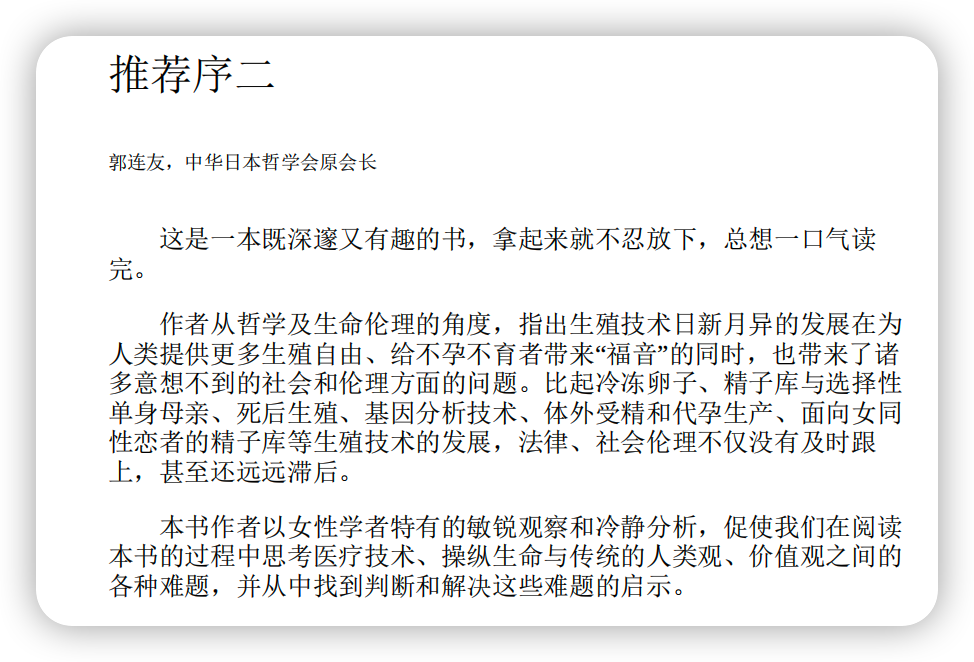 推荐序二
郭连友，中华日本哲学会原会长
这是一本既深邃又有趣的书，拿起来就不忍放下，总想一口气读
完。
作者从哲学及生命伦理的角度，指出生殖技术日新月异的发展在为
人类提供更多生殖自由、给不孕不育者带来“福音”的同时，也带来了诸
多意想不到的社会和伦理方面的问题。比起冷冻卵子、精子库与选择性
单身母亲、死后生殖、基因分析技术、体外受精和代孕生产、面向女同
性恋者的精子库等生殖技术的发展，法律、社会伦理不仅没有及时跟
上，甚至还远远滞后。
本书作者以女性学者特有的敏锐观察和冷静分析，促使我们在阅读
本书的过程中思考医疗技术、操纵生命与传统的人类观、价值观之间的
各种难题，并从中找到判断和解决这些难题的启示。